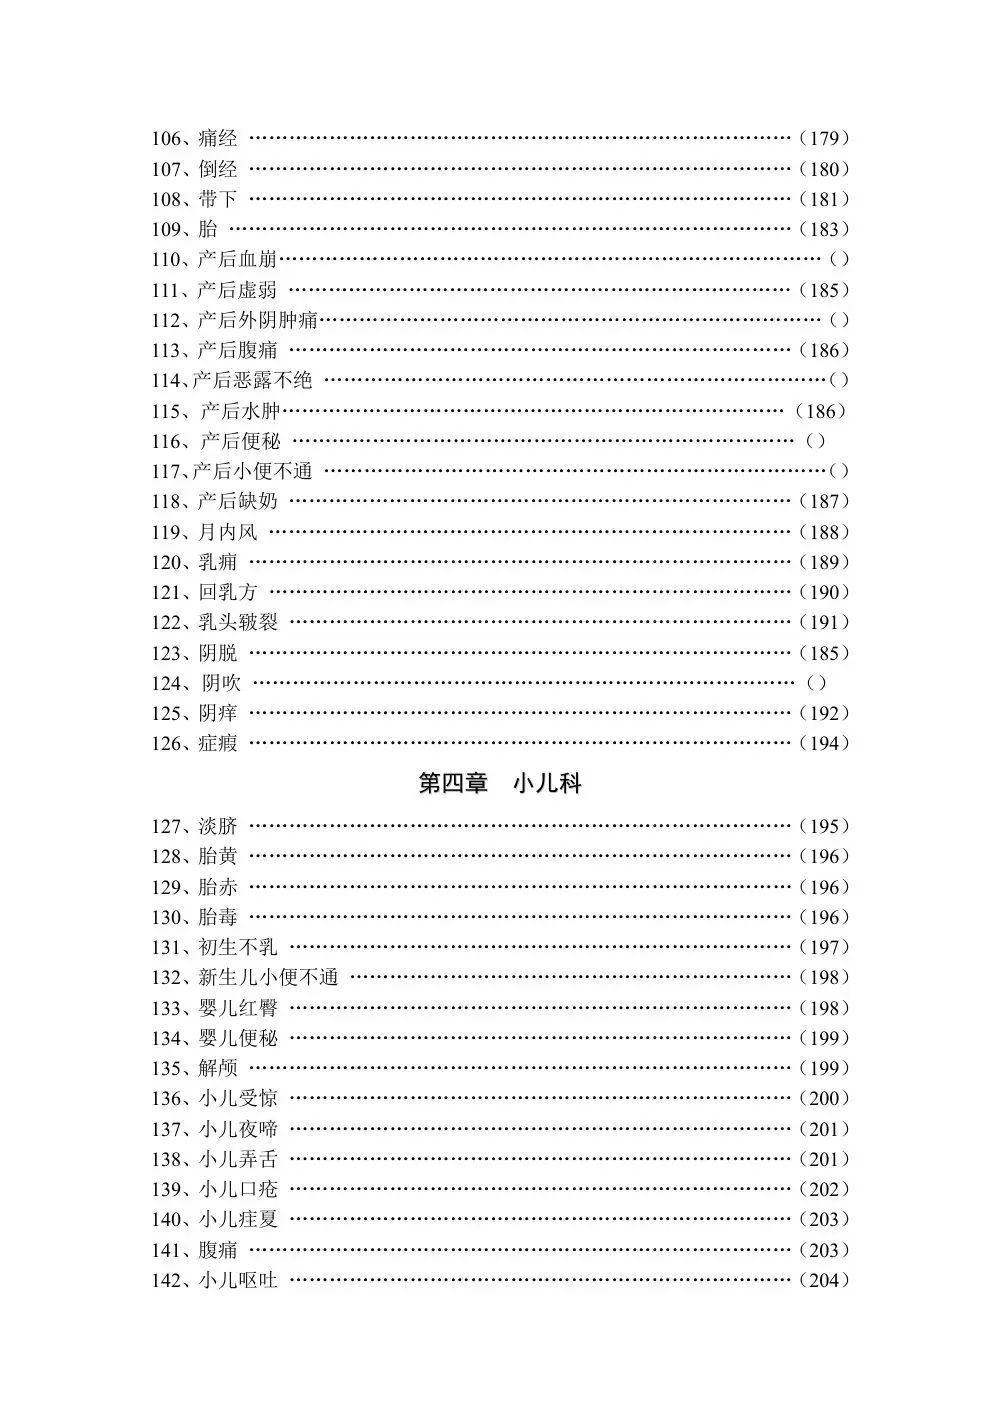 106、痛经 ………………………………………………………………………（179）
107、倒经 ………………………………………………………………………（180）
108、带下 ………………………………………………………………………（181）
109、胎 …………………………………………………………………………（183）
110、产后血崩………………………………………………………………………（）
111、产后虚弱 …………………………………………………………………（185）
112、产后外阴肿痛…………………………………………………………………（）
113、产后腹痛 …………………………………………………………………（186）
114、产后恶露不绝 …………………………………………………………………（）
115、产后水肿…………………………………………………………………（186）
116、产后便秘 …………………………………………………………………（）
117、产后小便不通 …………………………………………………………………（）
118、产后缺奶 …………………………………………………………………（187）
119、月内风 ……………………………………………………………………（188）
120、乳痈 ………………………………………………………………………（189）
121、回乳方 ……………………………………………………………………（190）
122、乳头皲裂 …………………………………………………………………（191）
123、阴脱 ………………………………………………………………………（185）
124、阴吹 ………………………………………………………………………（）
125、阴痒 ………………………………………………………………………（192）
126、症瘕 ………………………………………………………………………（194）
第四章　小儿科
127、淡脐 ………………………………………………………………………（195）
128、胎黄 ………………………………………………………………………（196）
129、胎赤 ………………………………………………………………………（196）
130、胎毒 ………………………………………………………………………（196）
131、初生不乳 …………………………………………………………………（197）
132、新生儿小便不通 …………………………………………………………（198）
133、婴儿红臀 …………………………………………………………………（198）
134、婴儿便秘 …………………………………………………………………（199）
135、解颅 ………………………………………………………………………（199）
136、小儿受惊 …………………………………………………………………（200）
137、小儿夜啼 …………………………………………………………………（201）
138、小儿弄舌 …………………………………………………………………（201）
139、小儿口疮 …………………………………………………………………（202）
140、小儿疰夏 …………………………………………………………………（203）
141、腹痛 ………………………………………………………………………（203）
142、小儿呕吐 …………………………………………………………………（204）